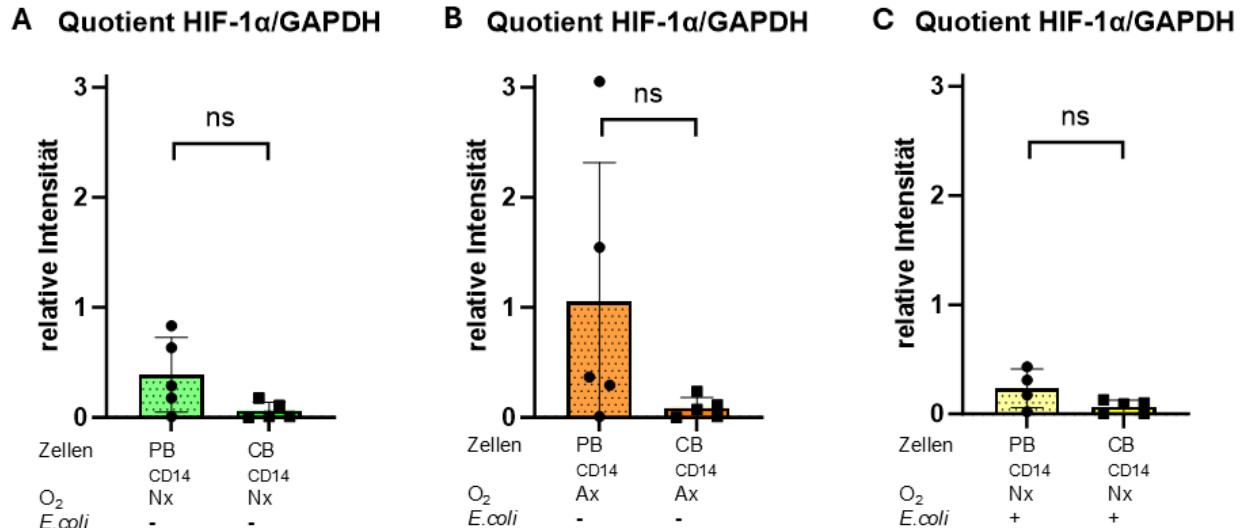 A Quotient HIF-1α/GAPDH
relative Intensität
3
2
1
0
ns
Zellen PB CB
CD14 CD14
O₂ Nx Nx
E.coli - -
B Quotient HIF-1α/GAPDH
relative Intensität
3
2
1
0
ns
PB CB
CD14 CD14
O₂ Ax Ax
E.coli - -
Zellen
C Quotient HIF-1α/GAPDH
relative Intensität
3
2
1
0
ns
Zellen PB CB
CD14 CD14
O₂ Nx Nx
E.coli + +